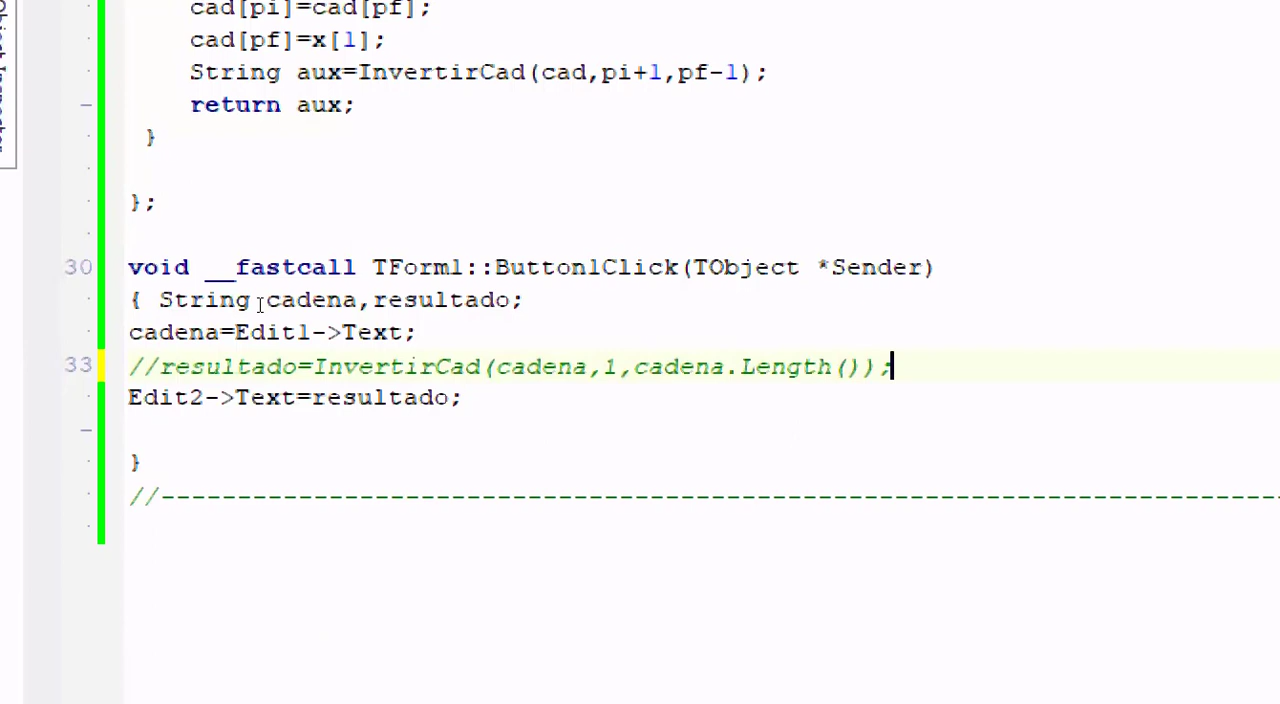 Object Inspector
cad[pi]=cad[pf];
cad[pf]=x[1];
String aux=InvertirCad(cad,pi+1,pf-1);
return aux;
}
};
30 void __fastcall TForm1::Button1Click(TObject *Sender)
{ String cadena,resultado;
cadena=Edit1->Text;
33 //resultado=InvertirCad(cadena,1,cadena.Length());
Edit2->Text=resultado;
}
//--------------------------------------------------------------------------